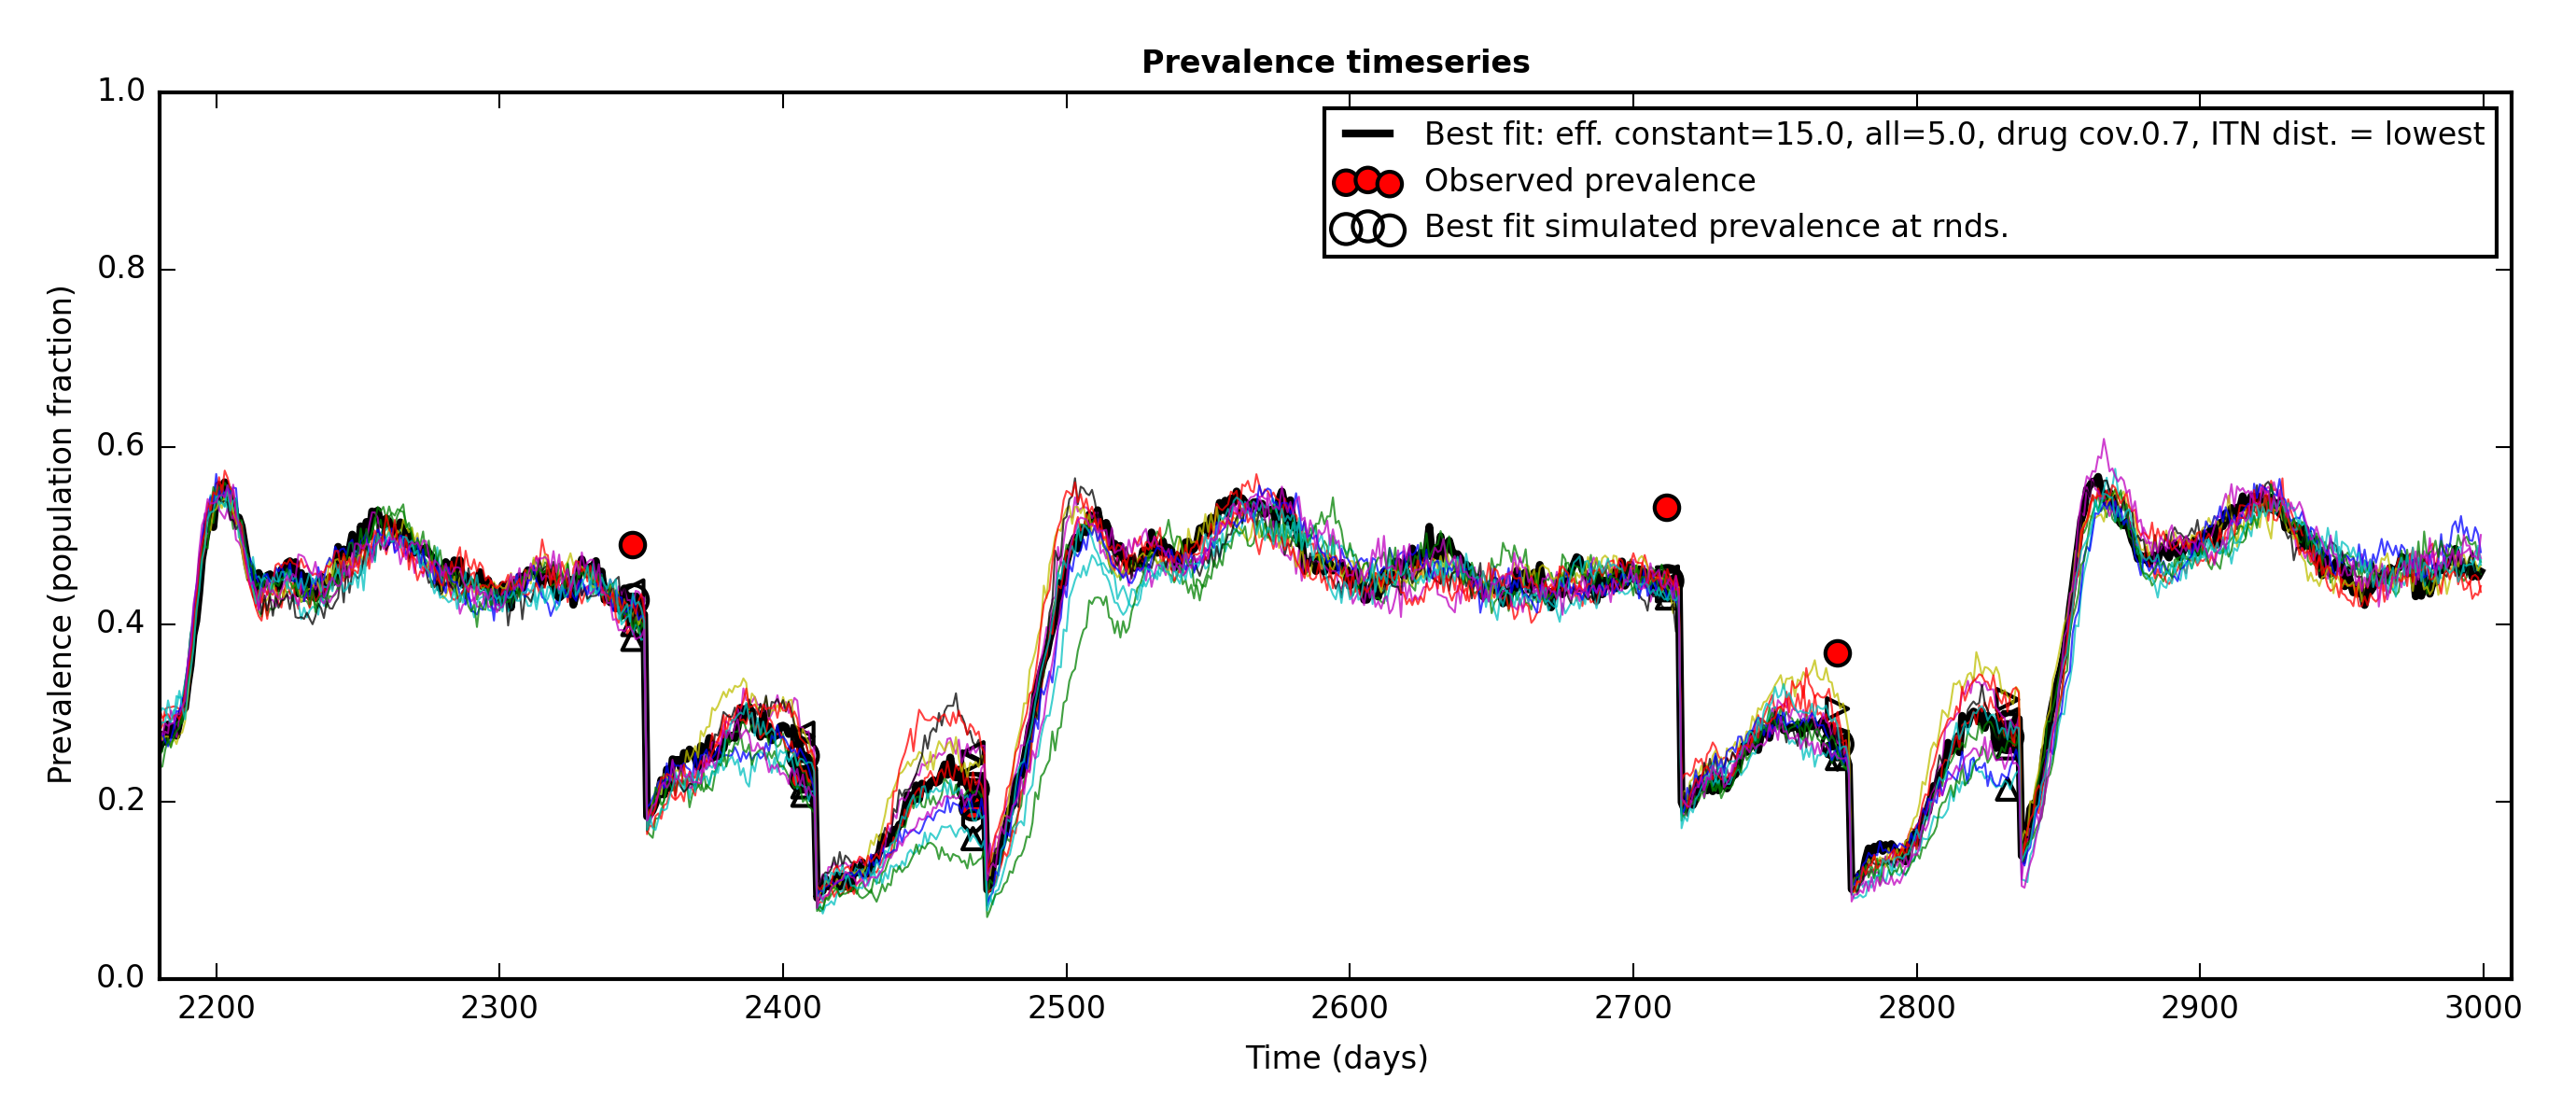 Prevalence timeseries
1.0
0.8
0.6
0.4
0.2
0.0
Prevalence (population fraction)
Best fit: eff. constant=15.0, all=5.0, drug cov.0.7, ITN dist. = lowest
Observed prevalence
Best fit simulated prevalence at rnds.
2200 2300 2400 2500 2600 2700 2800 2900 3000
Time (days)